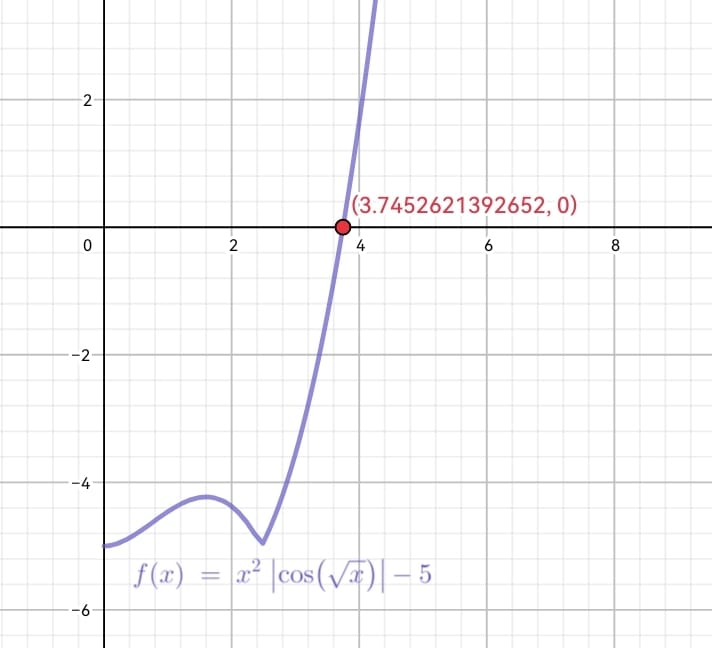 2
(3.7452621392652, 0)
0 2 4 6 8
−2
−4
f(x) = x² |cos(√x)| − 5
−6